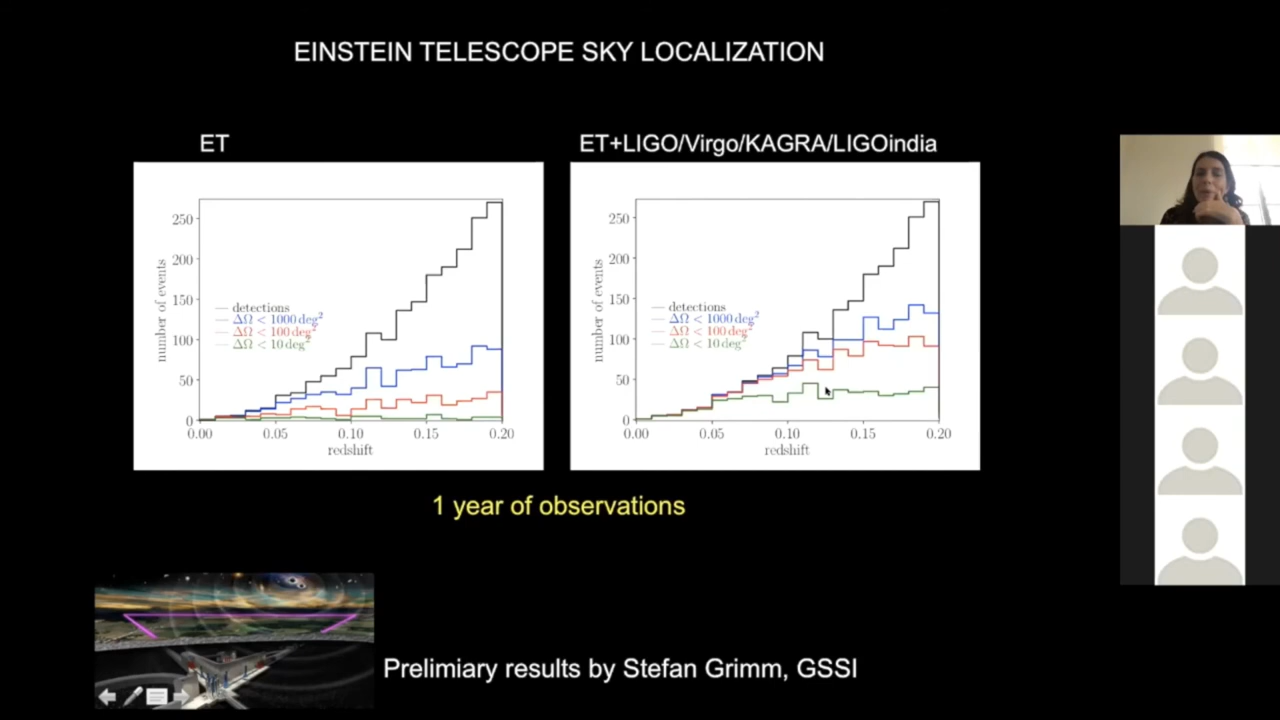 EINSTEIN TELESCOPE SKY LOCALIZATION
ET
ET+LIGO/Virgo/KAGRA/LIGOindia
number of events
250
200
150
100
50
0
detections
ΔΩ < 1000 deg²
ΔΩ < 100 deg²
ΔΩ < 10 deg²
0.00 0.05 0.10 0.15 0.20
redshift
number of events
250
200
150
100
50
0
detections
ΔΩ < 1000 deg²
ΔΩ < 100 deg²
ΔΩ < 10 deg²
0.00 0.05 0.10 0.15 0.20
redshift
1 year of observations
Prelimiary results by Stefan Grimm, GSSI